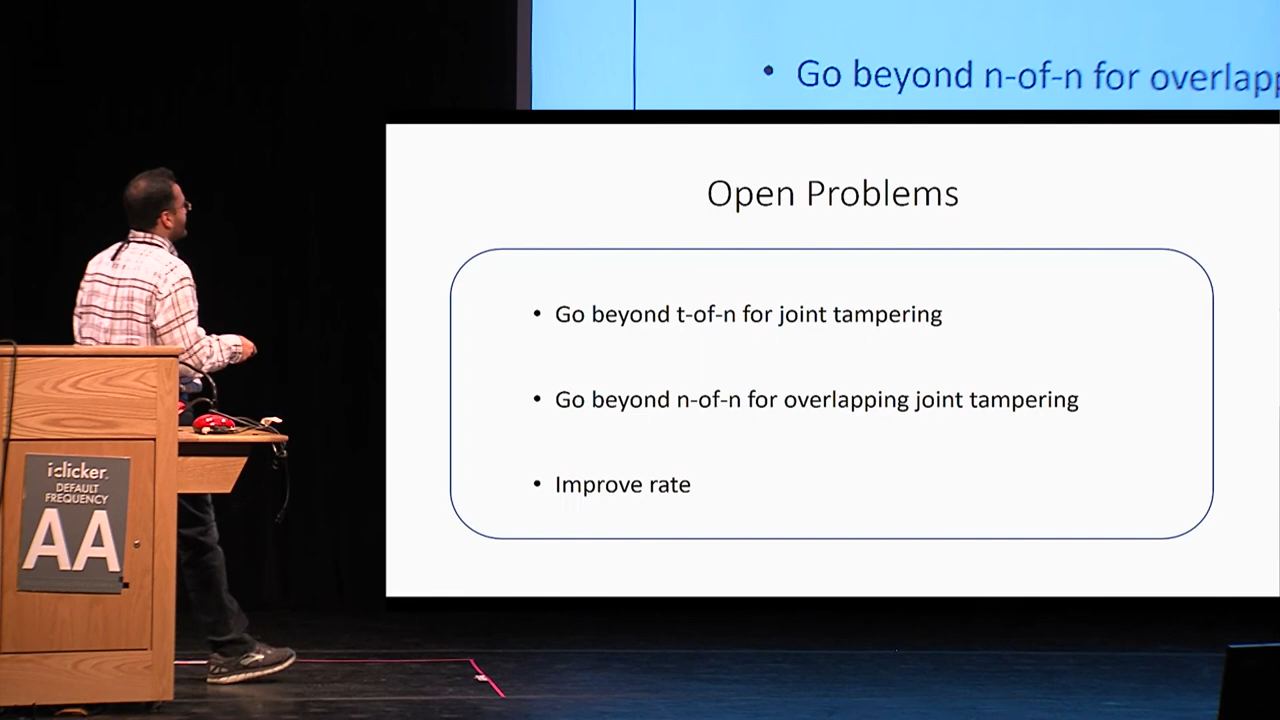 • Go beyond n-of-n for overlapp
Open Problems
• Go beyond t-of-n for joint tampering
• Go beyond n-of-n for overlapping joint tampering
• Improve rate
iclicker.
DEFAULT
FREQUENCY
AA